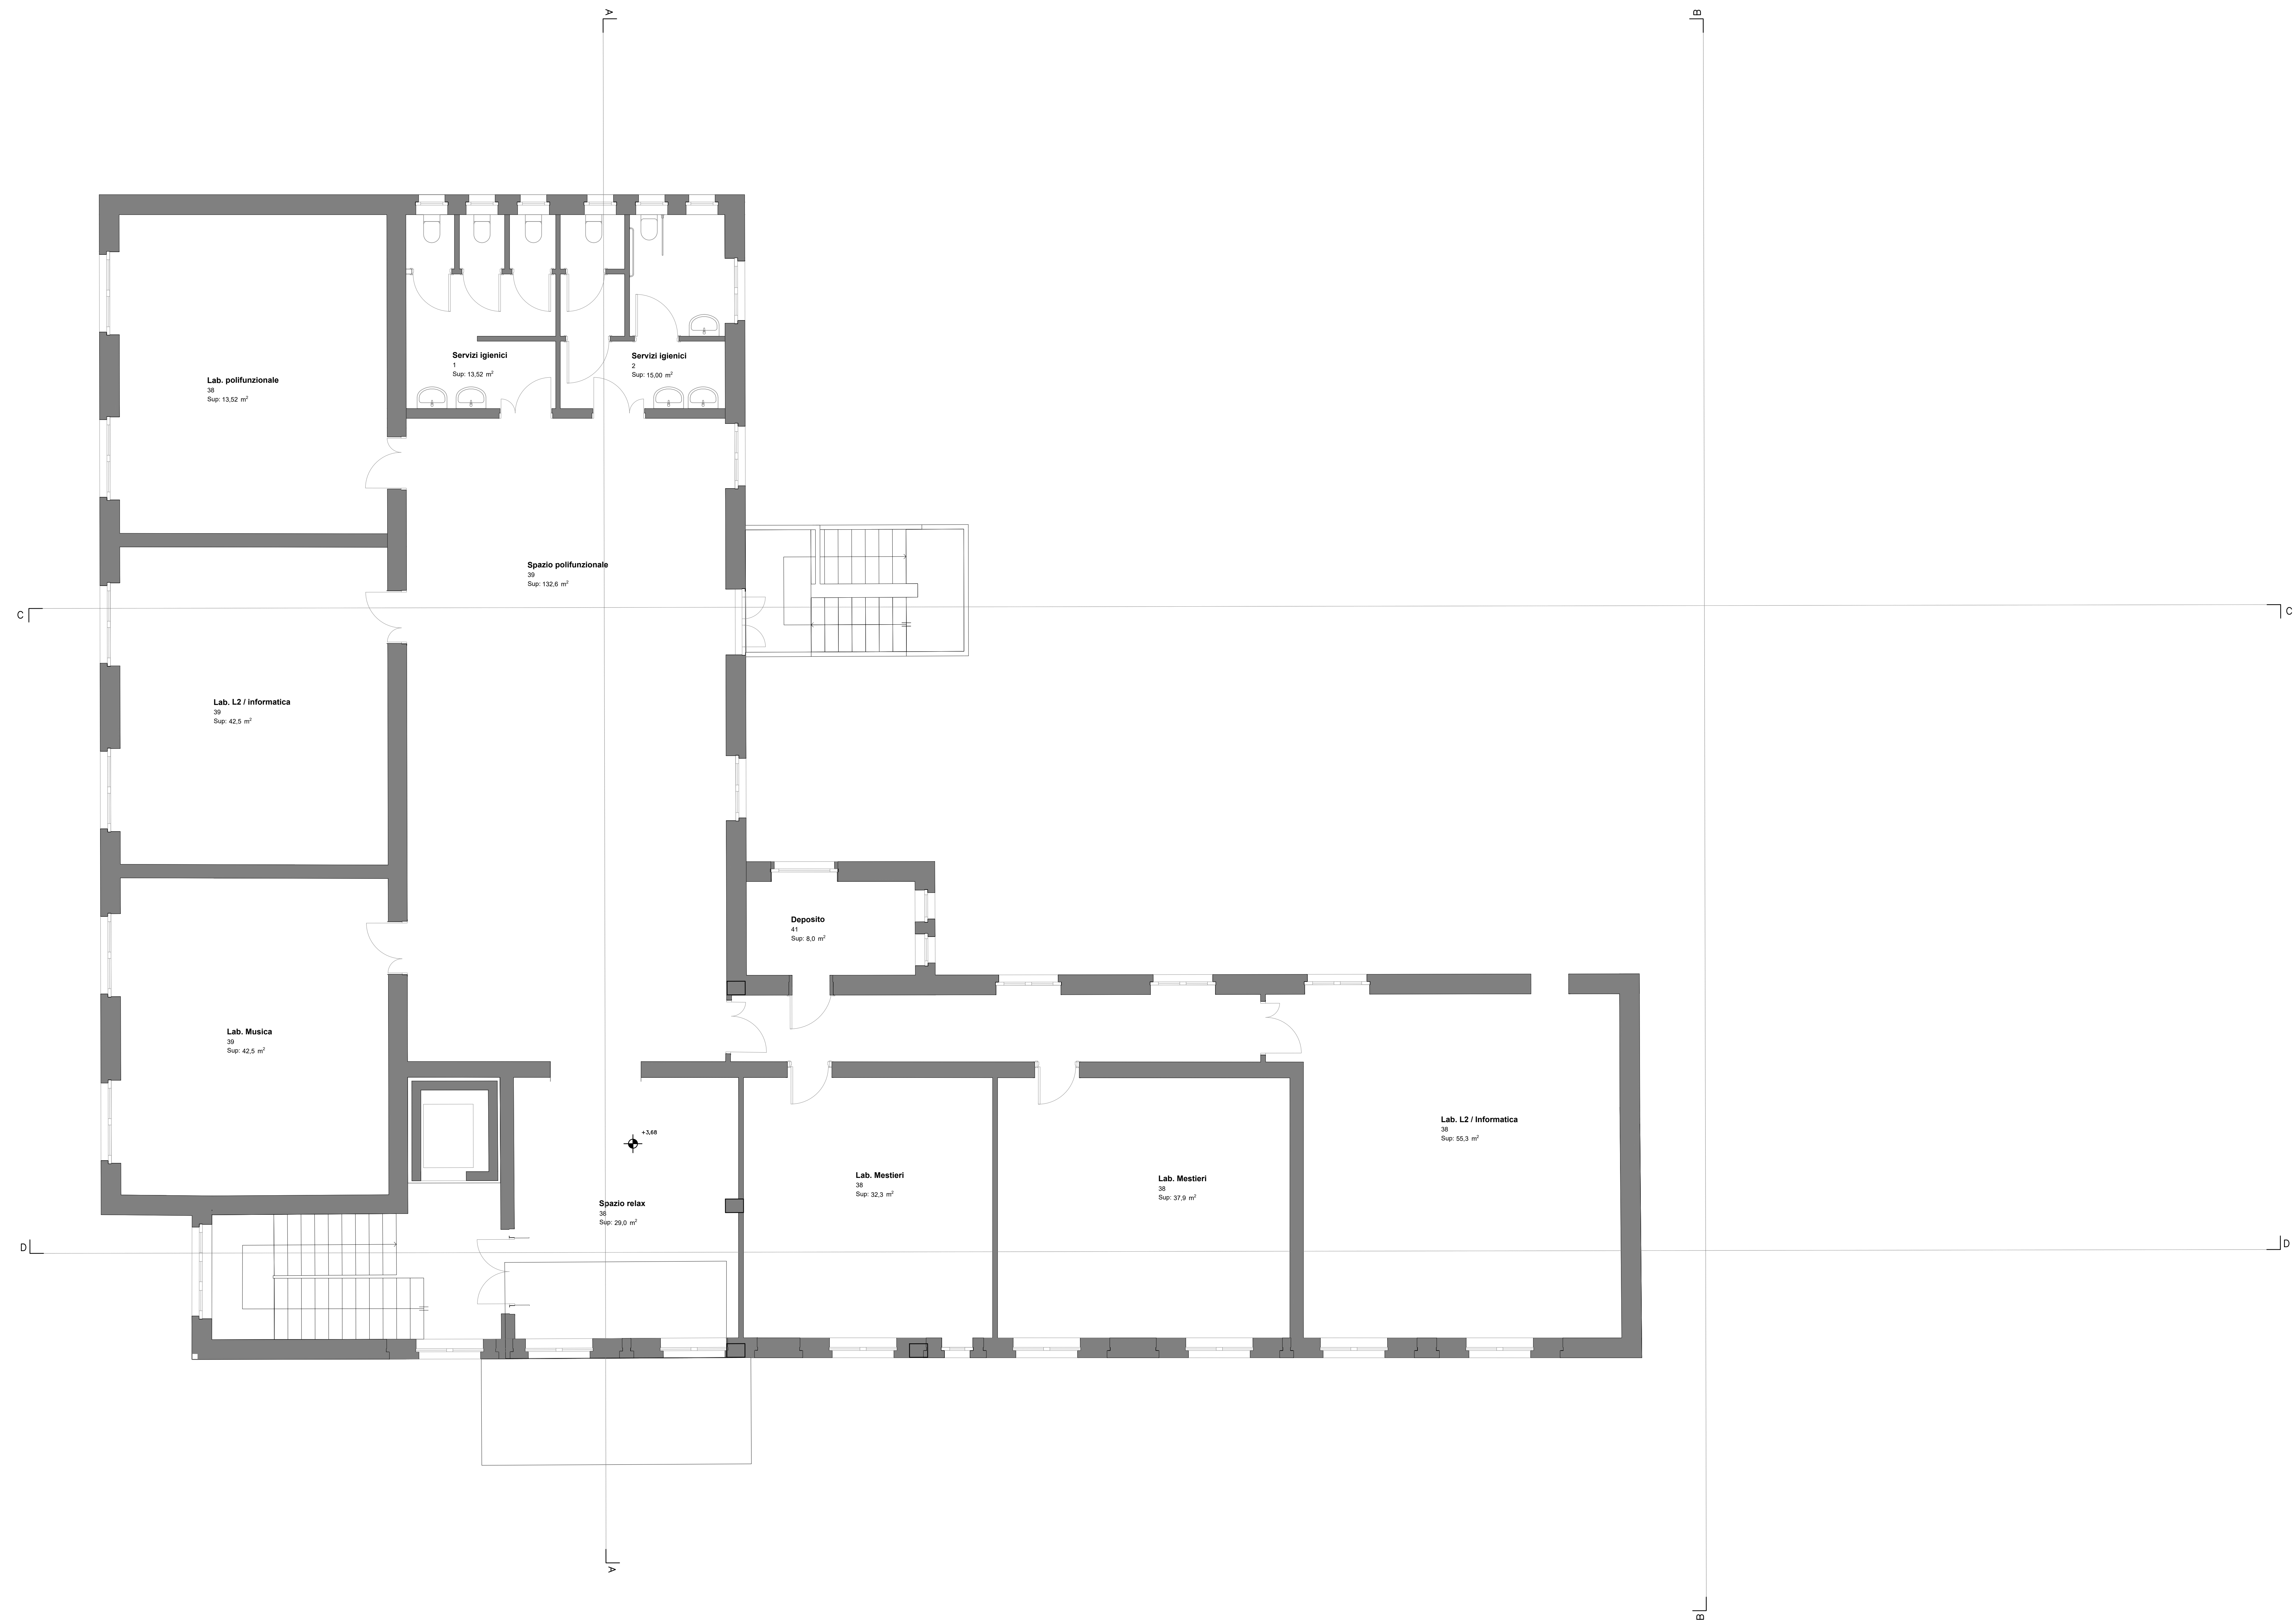 A
B
Servizi igienici
1
Sup: 13,52 m²
Servizi igienici
2
Sup: 15,00 m²
Lab. polifunzionale
38
Sup: 13,52 m²
Spazio polifunzionale
39
Sup: 132,6 m²
C
C
Lab. L2 / informatica
39
Sup: 42,5 m²
Deposito
41
Sup: 8,0 m²
Lab. Musica
39
Sup: 42,5 m²
+3,68
Lab. L2 / Informatica
38
Sup: 55,3 m²
Lab. Mestieri
38
Sup: 32,3 m²
Lab. Mestieri
38
Sup: 37,9 m²
Spazio relax
38
Sup: 29,0 m²
D
D
A
B